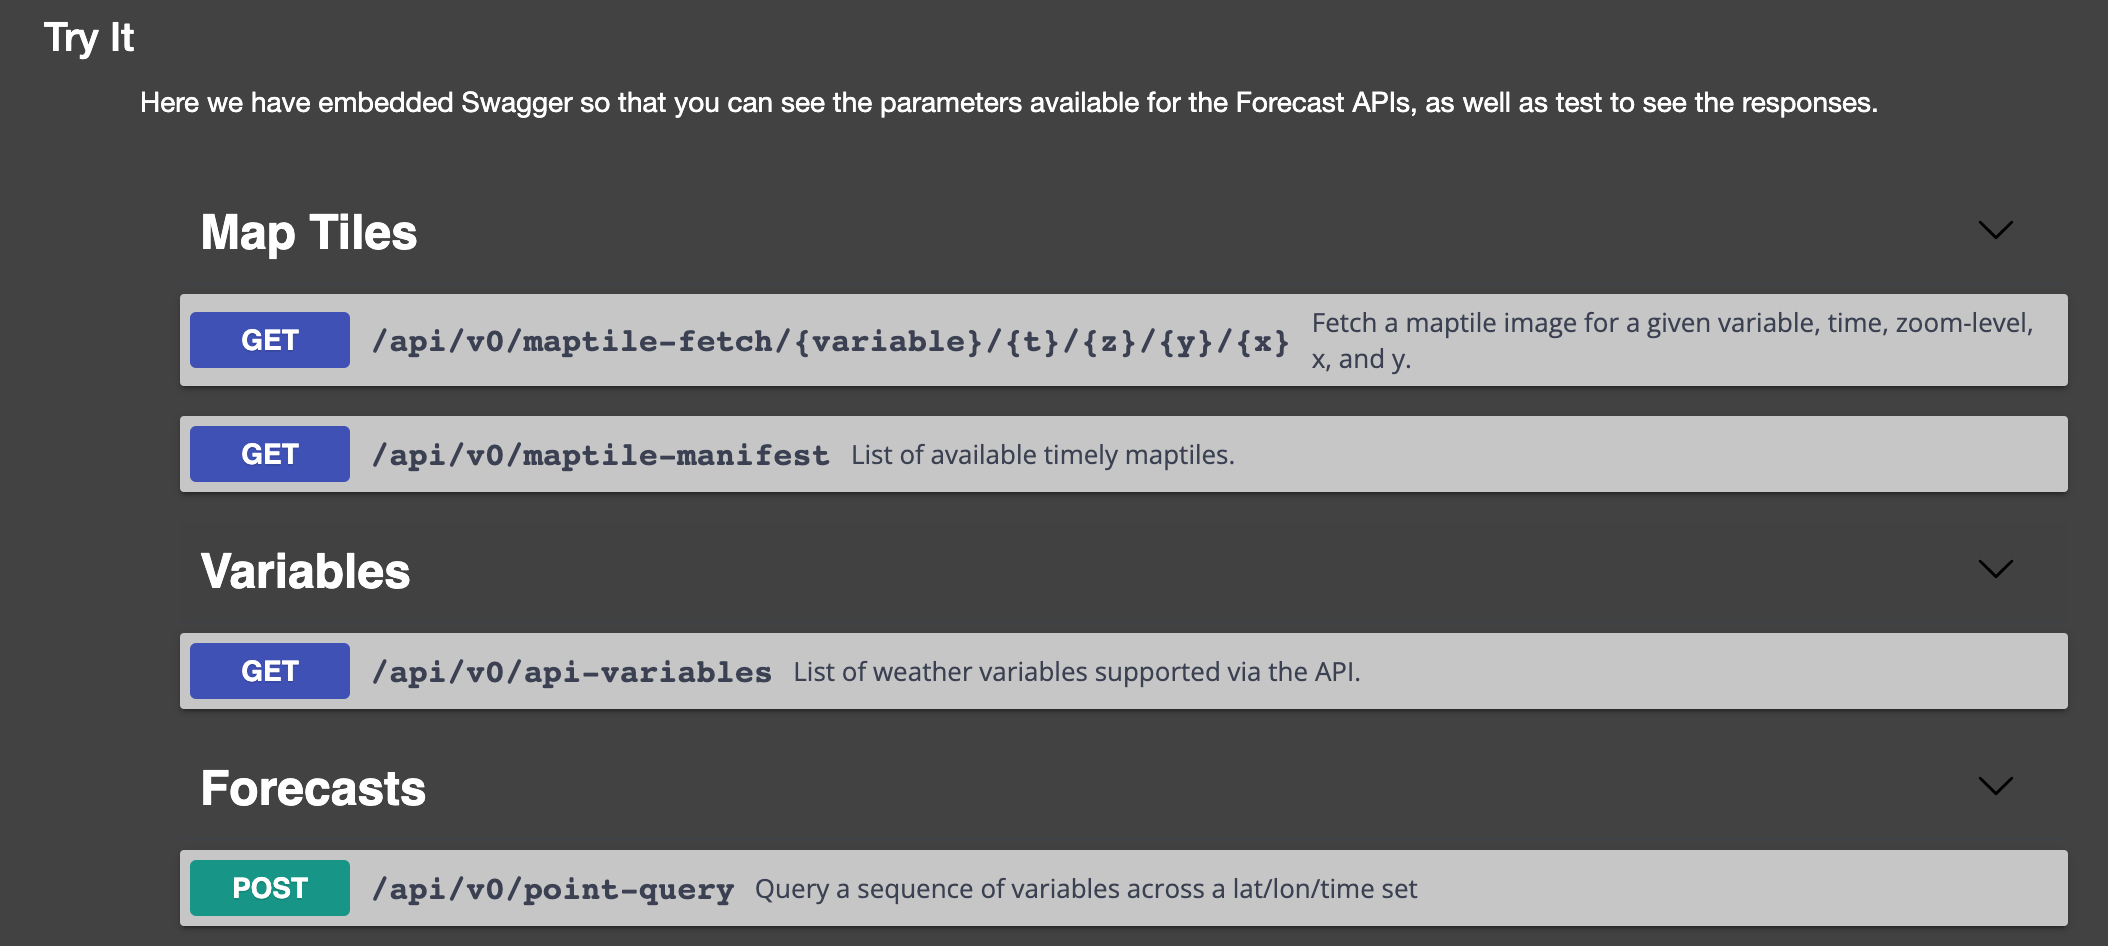 Try It
Here we have embedded Swagger so that you can see the parameters available for the Forecast APIs, as well as test to see the responses.
Map Tiles
GET /api/v0/maptile-fetch/{variable}/{t}/{z}/{y}/{x} Fetch a maptile image for a given variable, time, zoom-level,
x, and y.
GET /api/v0/maptile-manifest List of available timely maptiles.
Variables
GET /api/v0/api-variables List of weather variables supported via the API.
Forecasts
POST /api/v0/point-query Query a sequence of variables across a lat/lon/time set